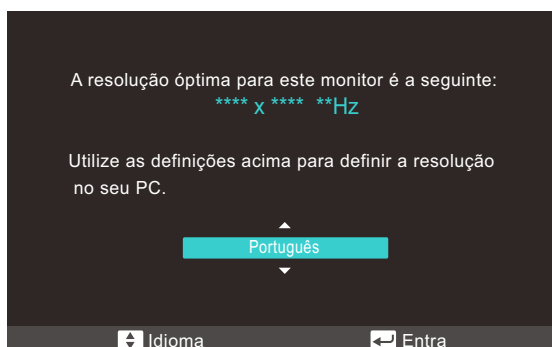 A resolução óptima para este monitor é a seguinte:
**** x **** **Hz
Utilize as definições acima para definir a resolução
no seu PC.
Português
Idioma Entra